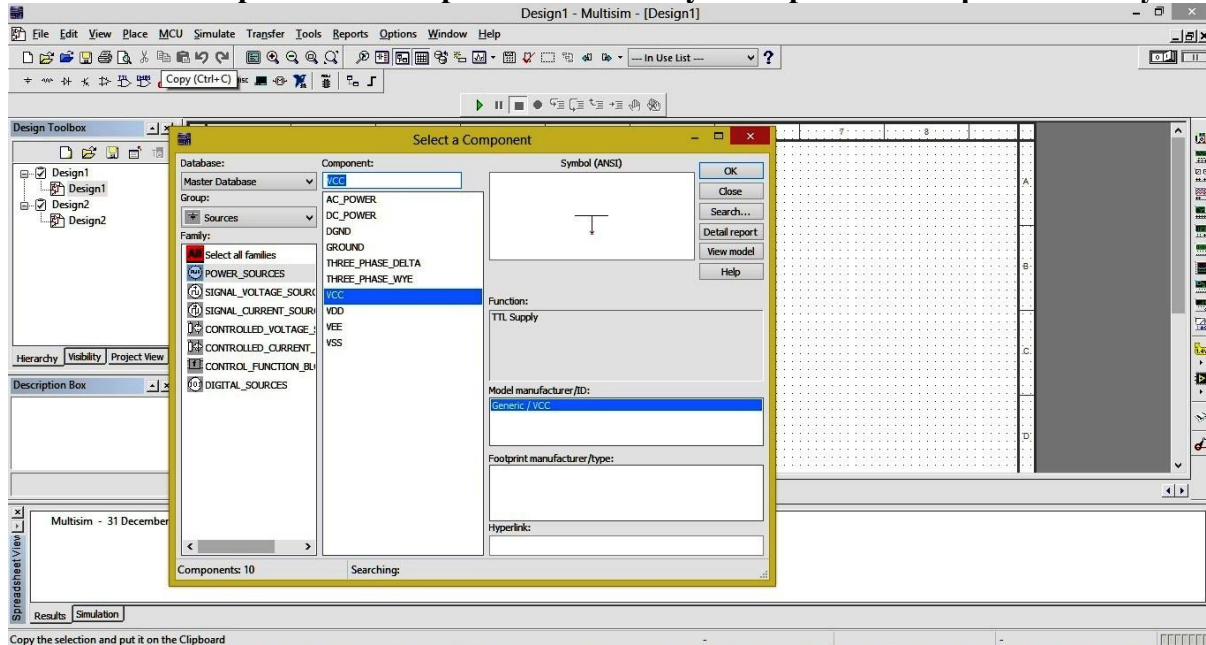 Design1 - Multisim - [Design1]
File Edit View Place MCU Simulate Transfer Tools Reports Options Window Help
--- In Use List ---
Copy (Ctrl+C)
Design Toolbox
Design1
Design1
Design2
Design2
Hierarchy Visibility Project View
Description Box
Select a Component
Database:
Master Database
Group:
Sources
Family:
Select all families
POWER_SOURCES
SIGNAL_VOLTAGE_SOURC
SIGNAL_CURRENT_SOUR
CONTROLLED_VOLTAGE_
CONTROLLED_CURRENT_
CONTROL_FUNCTION_BL
DIGITAL_SOURCES
Component:
VCC
AC_POWER
DC_POWER
DGND
GROUND
THREE_PHASE_DELTA
THREE_PHASE_WYE
VCC
VDD
VEE
VSS
Symbol (ANSI)
OK
Close
Search...
Detail report
View model
Help
Function:
TTL Supply
Model manufacturer/ID:
Generic / VCC
Footprint manufacturer/type:
Hyperlink:
Components: 10 Searching:
7 8
A
B
C
D
Multisim - 31 December
Spreadsheet View
Results Simulation
Copy the selection and put it on the Clipboard